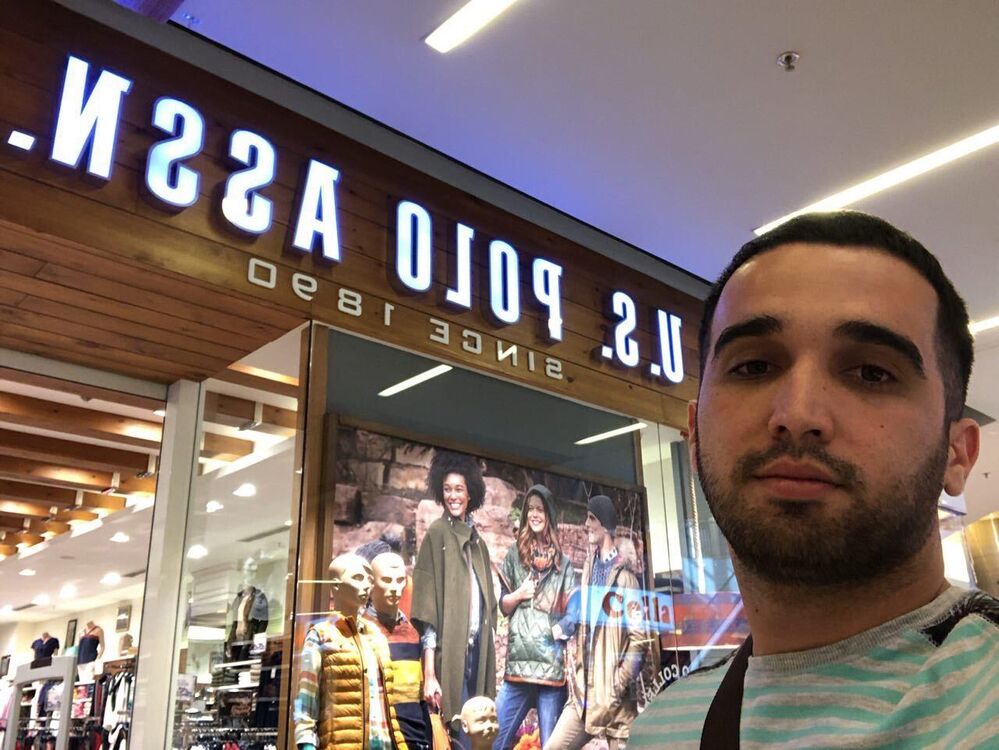 U.S. POLO ASSN.
SINCE 1890